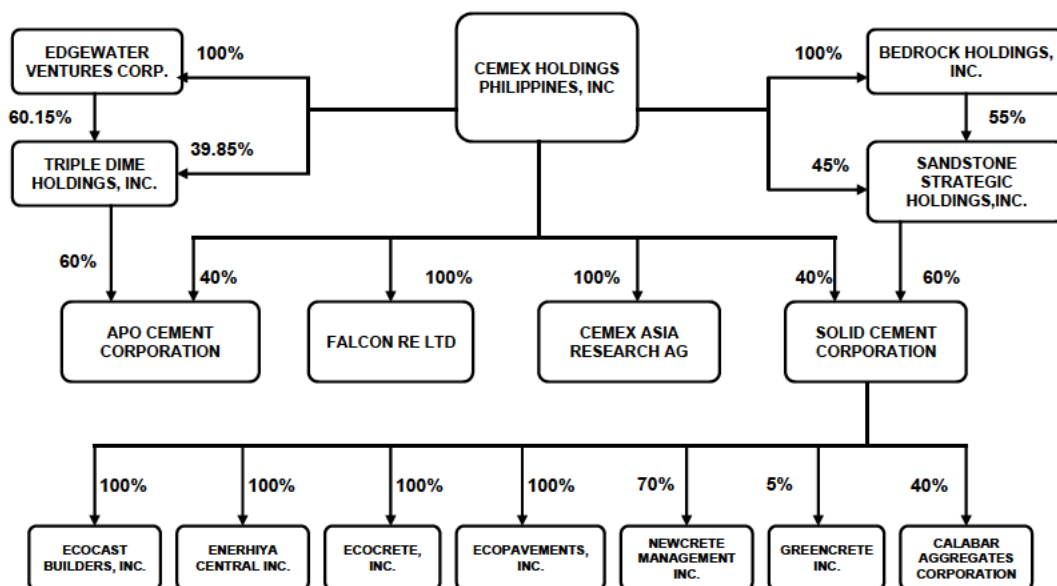 EDGEWATER
VENTURES CORP.
100%
CEMEX HOLDINGS
PHILIPPINES, INC
100%
BEDROCK HOLDINGS,
INC.
60.15%
55%
39.85%
TRIPLE DIME
HOLDINGS, INC.
45%
SANDSTONE
STRATEGIC
HOLDINGS,INC.
60%
40%
100%
100%
40%
60%
APO CEMENT
CORPORATION
FALCON RE LTD
CEMEX ASIA
RESEARCH AG
SOLID CEMENT
CORPORATION
100%
100%
100%
100%
70%
5%
40%
ECOCAST
BUILDERS, INC.
ENERHIYA
CENTRAL INC.
ECOCRETE,
INC.
ECOPAVEMENTS,
INC.
NEWCRETE
MANAGEMENT
INC.
GREENCRETE
INC.
CALABAR
AGGREGATES
CORPORATION